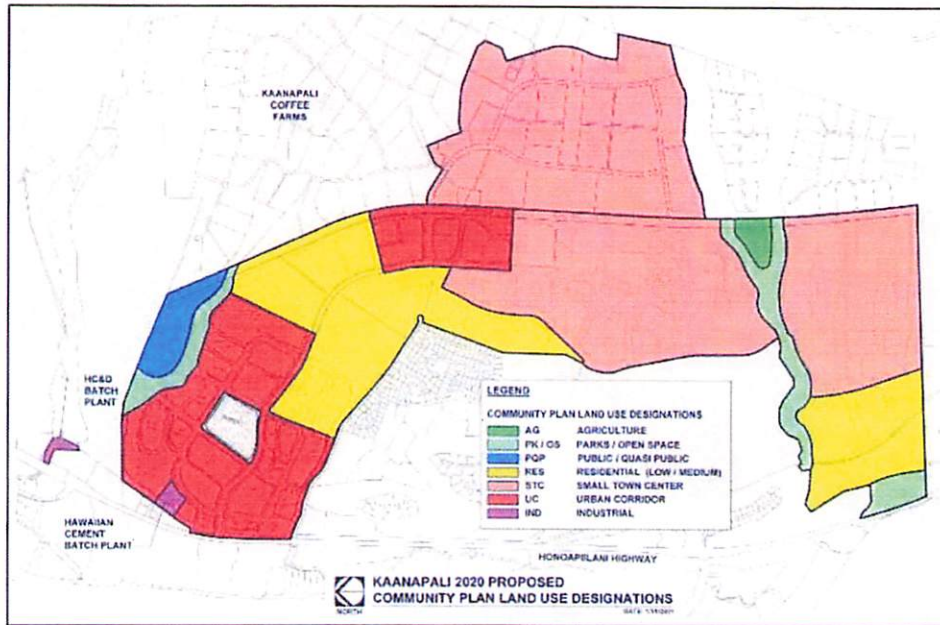 KAANAPALI
COFFEE
FARMS
HC&D
BATCH
PLANT
HAWAIIAN
CEMENT
BATCH PLANT
LEGEND
COMMUNITY PLAN LAND USE DESIGNATIONS
AG AGRICULTURE
PK / OS PARKS / OPEN SPACE
PQP PUBLIC / QUASI PUBLIC
RES RESIDENTIAL (LOW / MEDIUM)
STC SMALL TOWN CENTER
UC URBAN CORRIDOR
IND INDUSTRIAL
HONOAPIILANI HIGHWAY
KAANAPALI 2020 PROPOSED
COMMUNITY PLAN LAND USE DESIGNATIONS
NORTH
DATE: